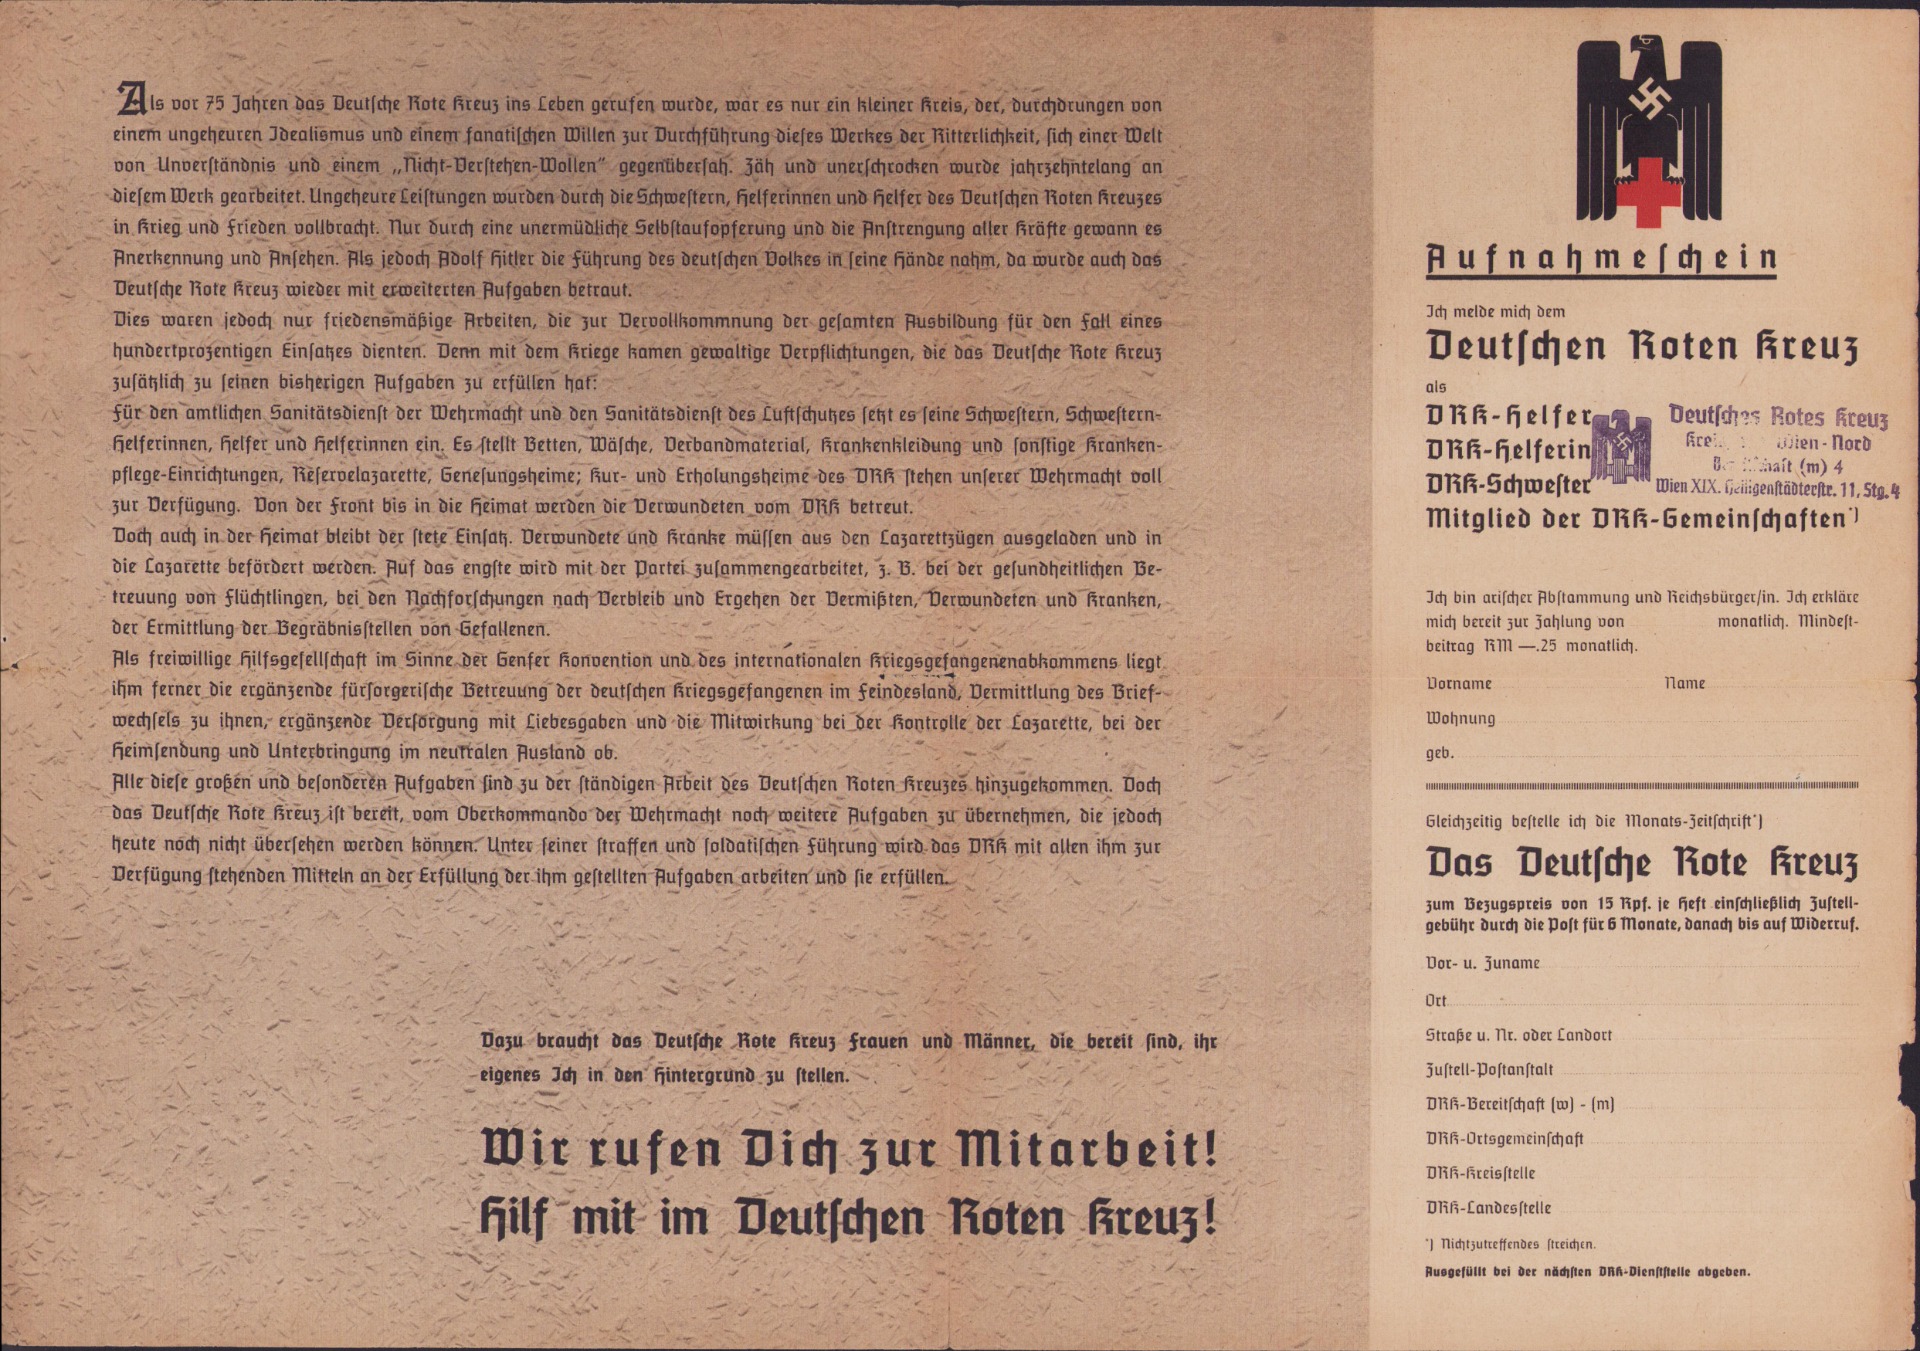 Als vor 75 Jahren das Deutsche Rote Kreuz ins Leben gerufen wurde, war es nur ein kleiner Kreis, der, durchdrungen von
einem ungeheuren Idealismus und einem fanatischen Willen zur Durchführung dieses Werkes der Ritterlichkeit, sich einer Welt
von Unverständnis und einem „Nicht-Verstehen-Wollen“ gegenübersah. Zäh und unerschrocken wurde jahrzehntelang an
diesem Werk gearbeitet. Ungeheure Leistungen wurden durch die Schwestern, Helferinnen und Helfer des Deutschen Roten Kreuzes
in Krieg und Frieden vollbracht. Nur durch eine unermüdliche Selbstaufopferung und die Anstrengung aller Kräfte gewann es
Anerkennung und Ansehen. Als jedoch Adolf Hitler die Führung des deutschen Volkes in seine Hände nahm, da wurde auch das
Deutsche Rote Kreuz wieder mit erweiterten Aufgaben betraut.
Dies waren jedoch nur friedensmäßige Arbeiten, die zur Vervollkommnung der gesamten Ausbildung für den Fall eines
hundertprozentigen Einsatzes dienten. Denn mit dem Kriege kamen gewaltige Verpflichtungen, die das Deutsche Rote Kreuz
zusätzlich zu seinen bisherigen Aufgaben zu erfüllen hat:
Für den amtlichen Sanitätsdienst der Wehrmacht und den Sanitätsdienst des Luftschutzes setzt es seine Schwestern, Schwestern-
Helferinnen, Helfer und Helferinnen ein. Es stellt Betten, Wäsche, Verbandmaterial, Krankenkleidung und sonstige Kranken-
pflege-Einrichtungen, Reservelazarette, Genesungsheime; Kur- und Erholungsheime des DRK stehen unserer Wehrmacht voll
zur Verfügung. Von der Front bis in die Heimat werden die Verwundeten vom DRK betreut.
Doch auch in der Heimat bleibt der stete Einsatz. Verwundete und Kranke müssen aus den Lazarettzügen ausgeladen und in
die Lazarette befördert werden. Auf das engste wird mit der Partei zusammengearbeitet, z. B. bei der gesundheitlichen Be-
treuung von Flüchtlingen, bei den Nachforschungen nach Verbleib und Ergehen der Vermißten, Verwundeten und Kranken,
der Ermittlung der Begräbnisstellen von Gefallenen.
Als freiwillige Hilfsgesellschaft im Sinne der Genfer Konvention und des internationalen Kriegsgefangenenabkommens liegt
ihm ferner die ergänzende fürsorgerische Betreuung der deutschen Kriegsgefangenen im Feindesland, Vermittlung des Brief-
wechsels zu ihnen, ergänzende Versorgung mit Liebesgaben und die Mitwirkung bei der Kontrolle der Lazarette, bei der
Heimsendung und Unterbringung im neutralen Ausland ob.
Alle diese großen und besonderen Aufgaben sind zu der ständigen Arbeit des Deutschen Roten Kreuzes hinzugekommen. Doch
das Deutsche Rote Kreuz ist bereit, vom Oberkommando der Wehrmacht noch weitere Aufgaben zu übernehmen, die jedoch
heute noch nicht übersehen werden können. Unter seiner straffen und soldatischen Führung wird das DRK mit allen ihm zur
Verfügung stehenden Mitteln an der Erfüllung der ihm gestellten Aufgaben arbeiten und sie erfüllen.
Dazu braucht das Deutsche Rote Kreuz Frauen und Männer, die bereit sind, ihr
eigenes Ich in den Hintergrund zu stellen.
Wir rufen Dich zur Mitarbeit!
Hilf mit im Deutschen Roten Kreuz!
Aufnahmeschein
Ich melde mich dem
Deutschen Roten Kreuz
als
DRK-Helfer
DRK-Helferin
DRK-Schwester
Mitglied der DRK-Gemeinschaften*)
Deutsches Rotes Kreuz
Wien-Nord
(m) 4
Wien XIX. Heiligenstädterstr. 11, Stg. 4
Ich bin arischer Abstammung und Reichsbürger/in. Ich erkläre
mich bereit zur Zahlung von monatlich. Mindest-
beitrag RM —.25 monatlich.
Vorname Name
Wohnung
geb.
Gleichzeitig bestelle ich die Monats-Zeitschrift*)
Das Deutsche Rote Kreuz
zum Bezugspreis von 15 Rpf. je Heft einschließlich Zustell-
gebühr durch die Post für 6 Monate, danach bis auf Widerruf.
Vor- u. Zuname
Ort
Straße u. Nr. oder Landort
Zustell-Postanstalt
DRK-Bereitschaft (w) - (m)
DRK-Ortsgemeinschaft
DRK-Kreisstelle
DRK-Landesstelle
*) Nichtzutreffendes streichen.
Ausgefüllt bei der nächsten DRK-Dienststelle abgeben.